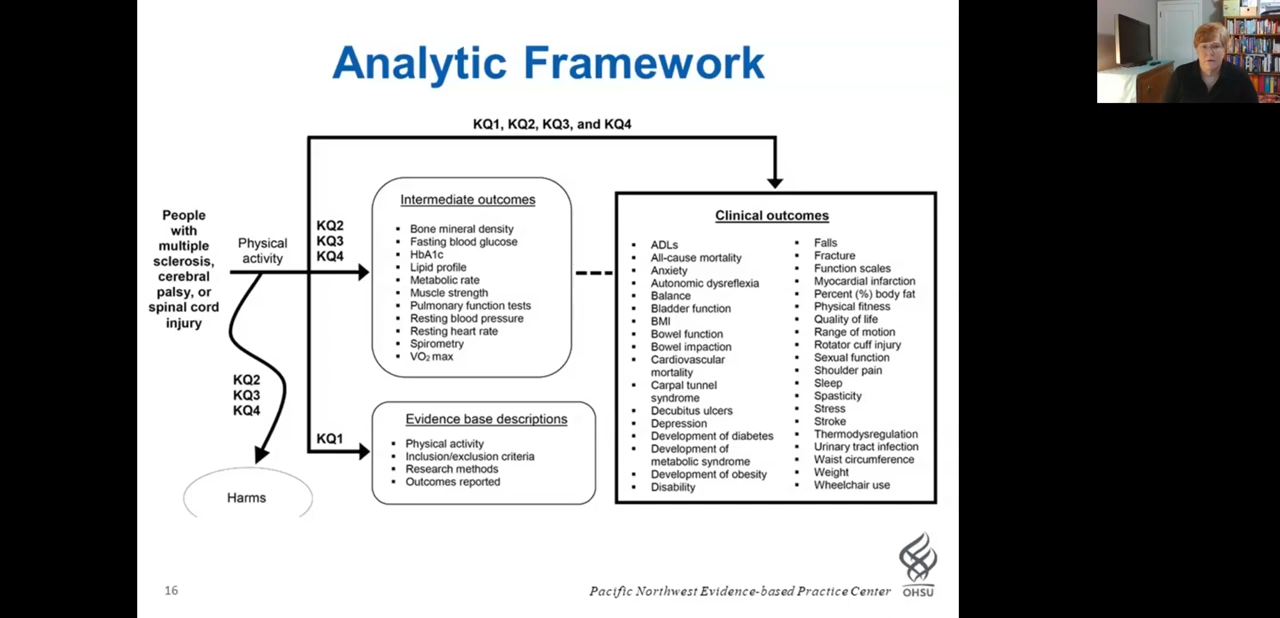 Analytic Framework
KQ1, KQ2, KQ3, and KQ4
People
with
multiple
sclerosis,
cerebral
palsy, or
spinal cord
injury
Physical
activity
KQ2
KQ3
KQ4
Intermediate outcomes
▪ Bone mineral density
▪ Fasting blood glucose
▪ HbA1c
▪ Lipid profile
▪ Metabolic rate
▪ Muscle strength
▪ Pulmonary function tests
▪ Resting blood pressure
▪ Resting heart rate
▪ Spirometry
▪ VO₂ max
KQ2
KQ3
KQ4
Harms
KQ1
Evidence base descriptions
▪ Physical activity
▪ Inclusion/exclusion criteria
▪ Research methods
▪ Outcomes reported
Clinical outcomes
▪ ADLs
▪ All-cause mortality
▪ Anxiety
▪ Autonomic dysreflexia
▪ Balance
▪ Bladder function
▪ BMI
▪ Bowel function
▪ Bowel impaction
▪ Cardiovascular
mortality
▪ Carpal tunnel
syndrome
▪ Decubitus ulcers
▪ Depression
▪ Development of diabetes
▪ Development of
metabolic syndrome
▪ Development of obesity
▪ Disability
▪ Falls
▪ Fracture
▪ Function scales
▪ Myocardial infarction
▪ Percent (%) body fat
▪ Physical fitness
▪ Quality of life
▪ Range of motion
▪ Rotator cuff injury
▪ Sexual function
▪ Shoulder pain
▪ Sleep
▪ Spasticity
▪ Stress
▪ Stroke
▪ Thermodysregulation
▪ Urinary tract infection
▪ Waist circumference
▪ Weight
▪ Wheelchair use
16
Pacific Northwest Evidence-based Practice Center
OHSU